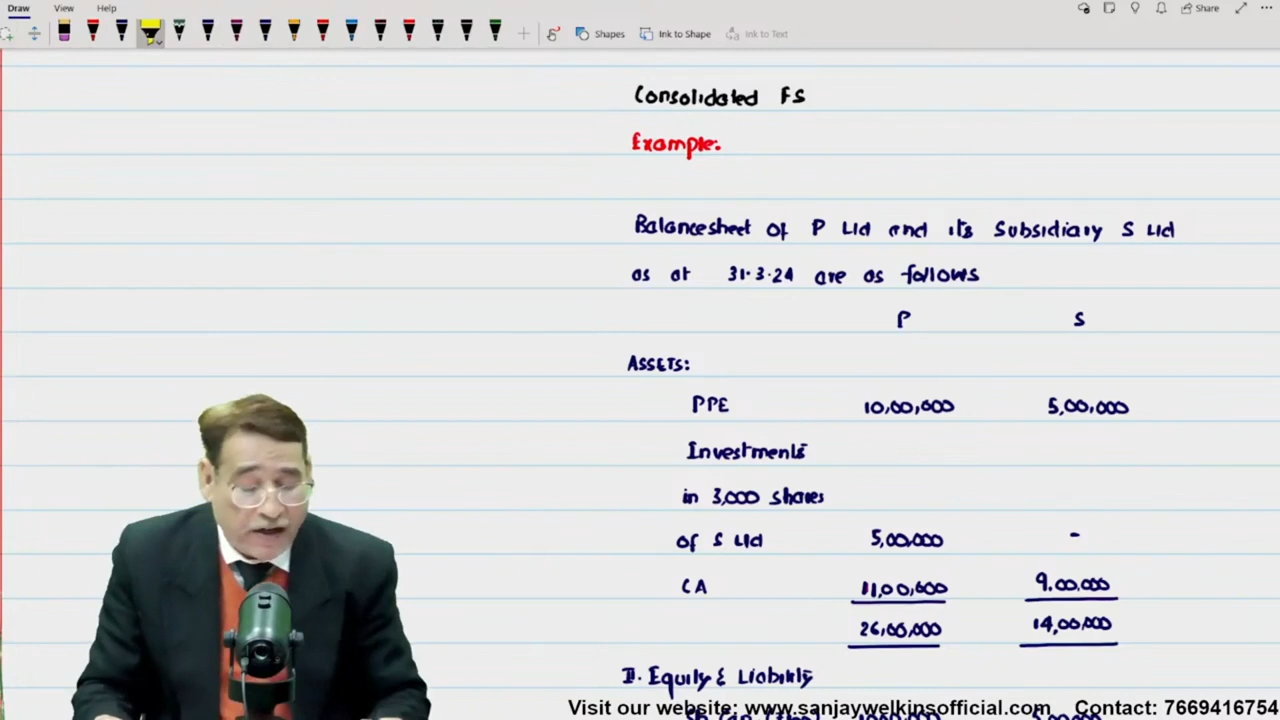 Draw View Help Share
Shapes Ink to Shape Ink to Text
Consolidated FS
Example:
Balancesheet of P Ltd and its Subsidiary S Ltd
as at 31.3.24 are as follows
P S
ASSETS:
PPE 10,00,000 5,00,000
Investments
in 3,000 shares
of S Ltd 5,00,000 -
CA 11,00,000 9,00,000
26,00,000 14,00,000
II. Equity & Liability
Visit our website: www.sanjaywelkinsofficial.com Contact: 7669416754